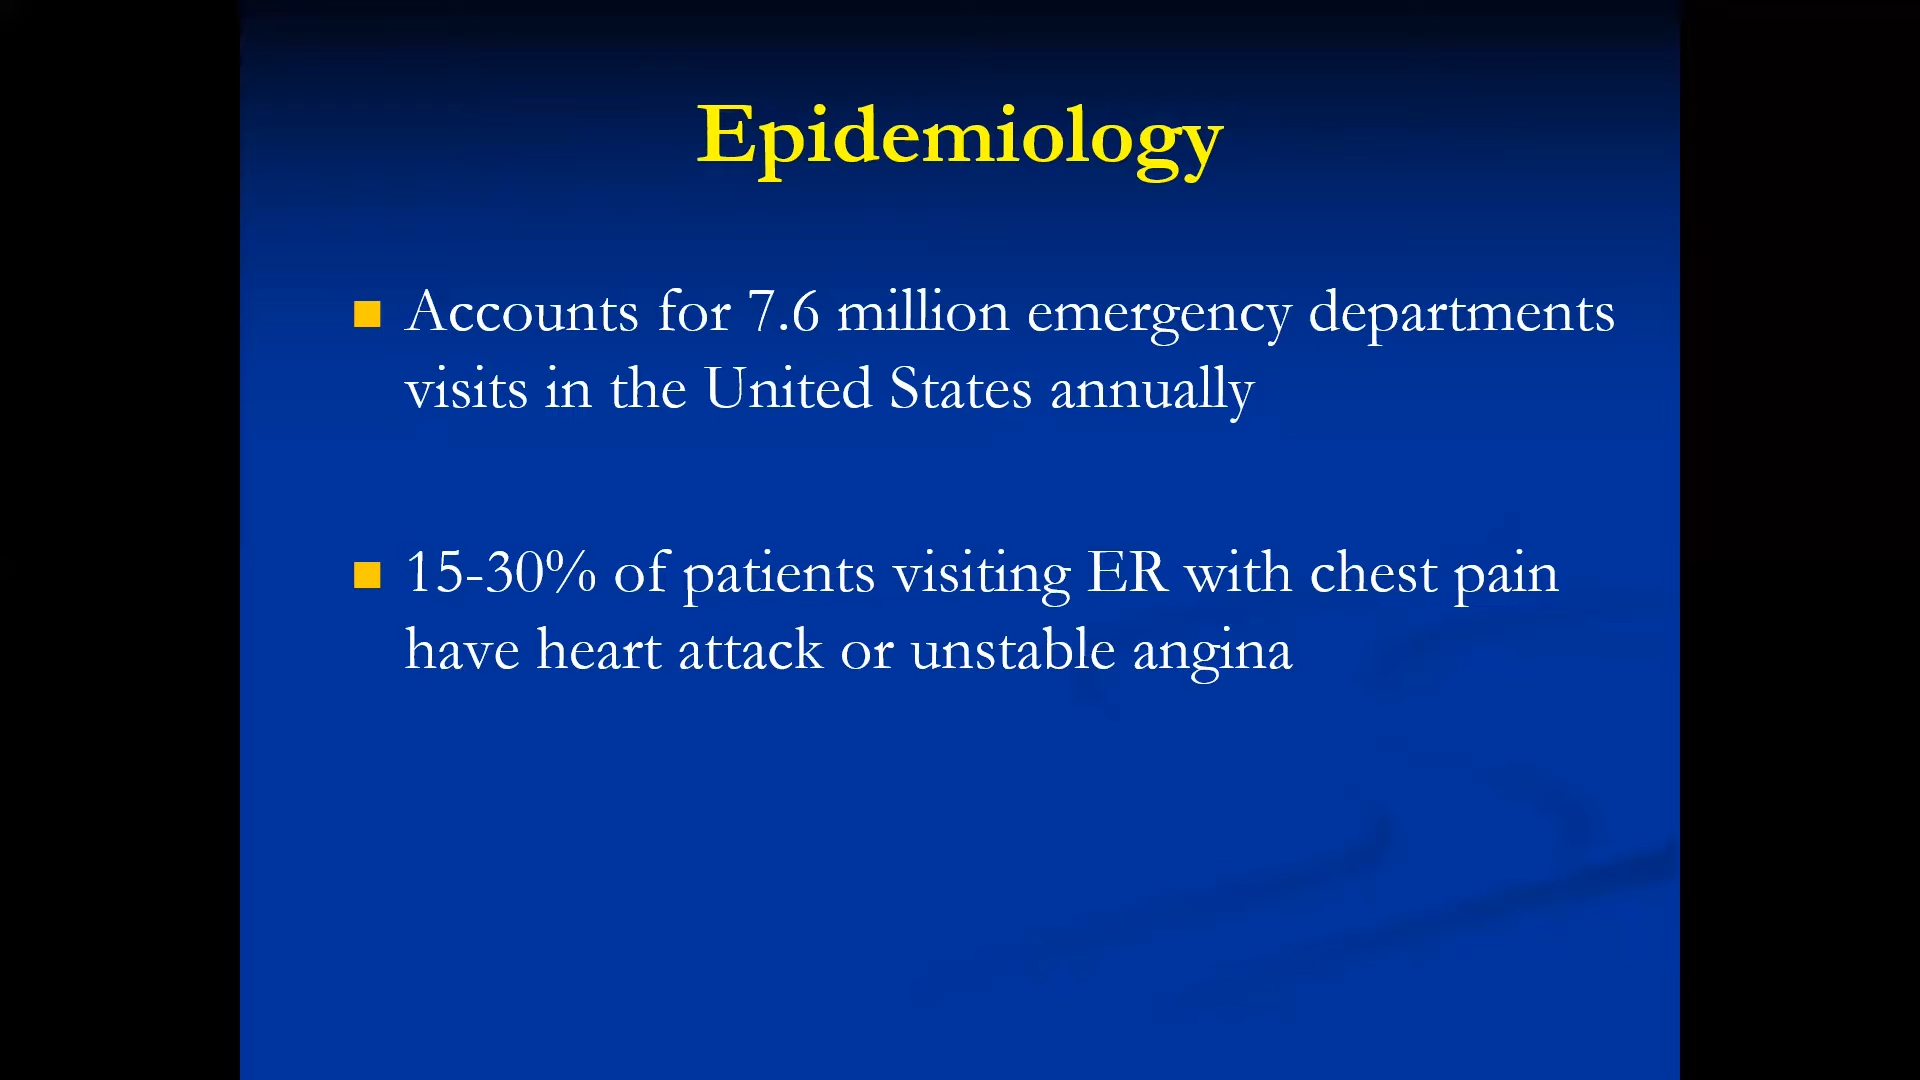 Epidemiology
Accounts for 7.6 million emergency departments
visits in the United States annually
15-30% of patients visiting ER with chest pain
have heart attack or unstable angina